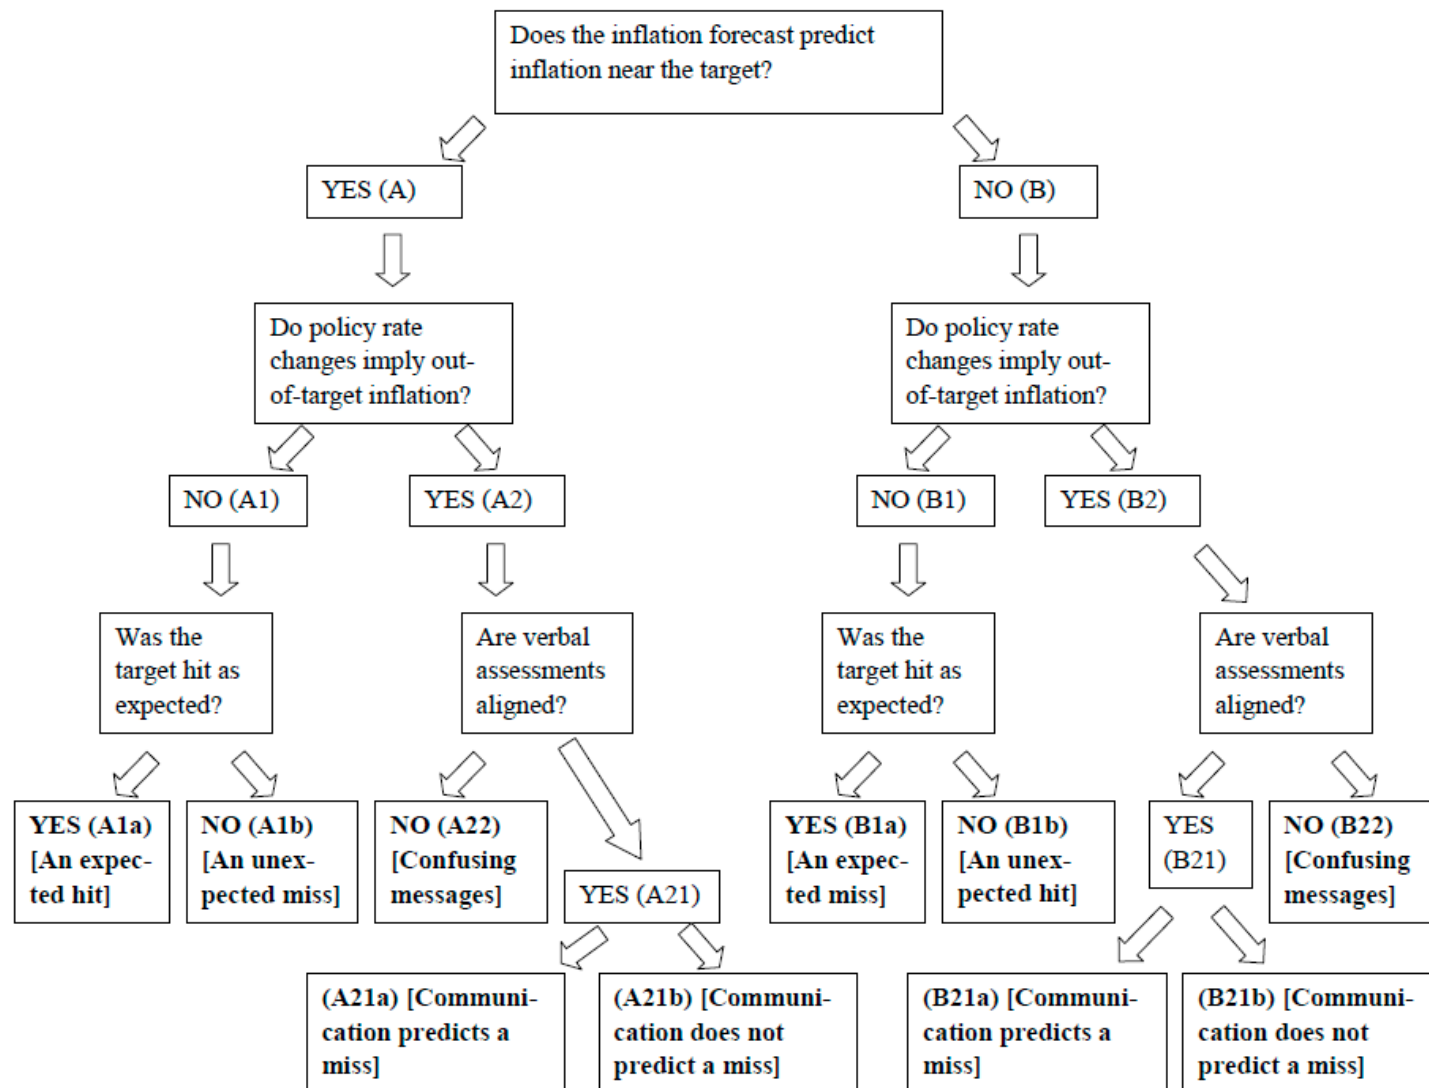 Does the inflation forecast predict
inflation near the target?
YES (A)
NO (B)
Do policy rate
changes imply out-
of-target inflation?
Do policy rate
changes imply out-
of-target inflation?
NO (A1)
YES (A2)
NO (B1)
YES (B2)
Was the
target hit as
expected?
Are verbal
assessments
aligned?
Was the
target hit as
expected?
Are verbal
assessments
aligned?
YES (A1a)
[An expec-
ted hit]
NO (A1b)
[An unex-
pected miss]
NO (A22)
[Confusing
messages]
YES (A21)
YES (B1a)
[An expec-
ted miss]
NO (B1b)
[An unex-
pected hit]
YES
(B21)
NO (B22)
[Confusing
messages]
(A21a) [Communi-
cation predicts a
miss]
(A21b) [Communi-
cation does not
predict a miss]
(B21a) [Communi-
cation predicts a
miss]
(B21b) [Communi-
cation does not
predict a miss]